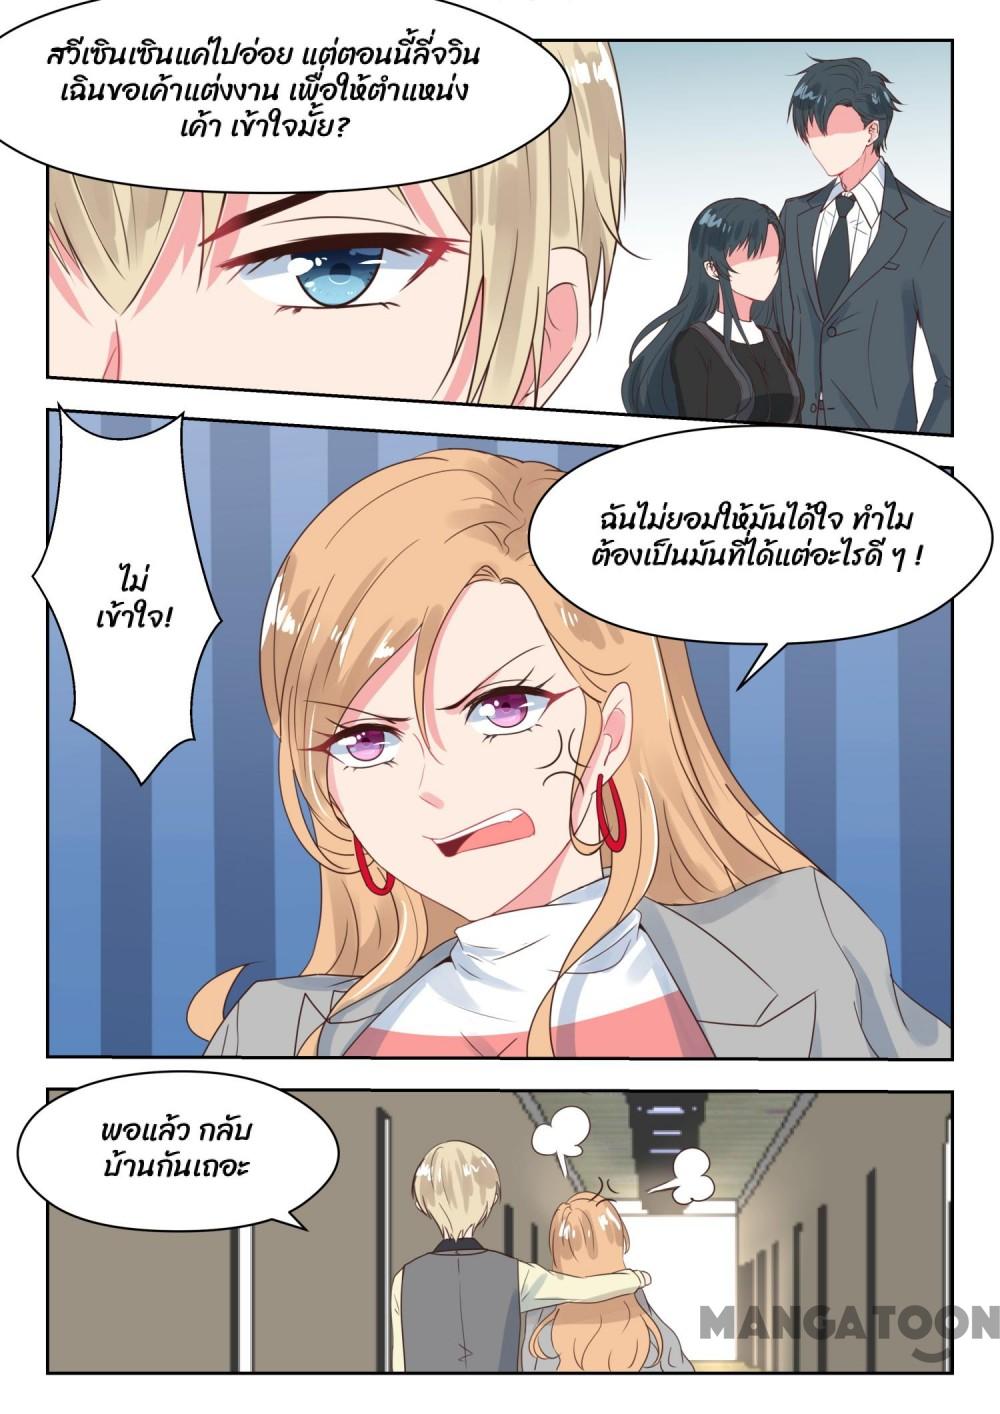 สวีเซินเซินแค่ไปอ่อย แต่ตอนนี้ลี่จวิน
เฉินขอเค้าแต่งงาน เพื่อให้ตำแหน่ง
เค้า เข้าใจมั้ย?
ฉันไม่ยอมให้มันได้ใจ ทำไม
ต้องเป็นมันที่ได้แต่อะไรดี ๆ !
ไม่
เข้าใจ!
พอแล้ว กลับ
บ้านกันเถอะ
MANGATOON